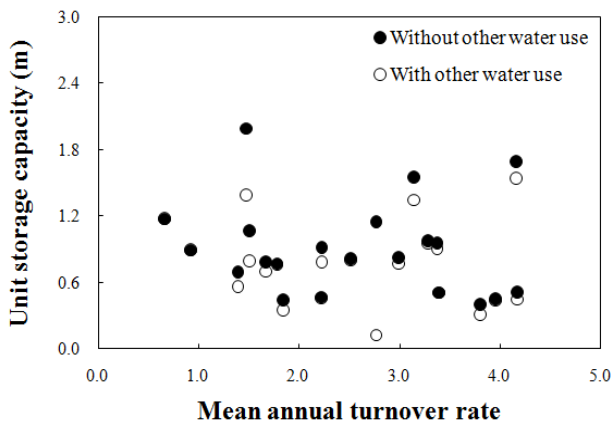 3.0
Without other water use
With other water use
2.4
1.8
1.2
0.6
0.0
Unit storage capacity (m)
0.0 1.0 2.0 3.0 4.0 5.0
Mean annual turnover rate